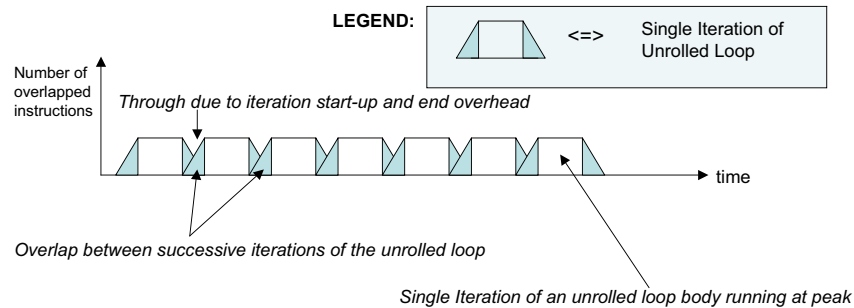 LEGEND:
<=>
Single Iteration of
Unrolled Loop
Number of
overlapped
instructions
Through due to iteration start-up and end overhead
time
Overlap between successive iterations of the unrolled loop
Single Iteration of an unrolled loop body running at peak